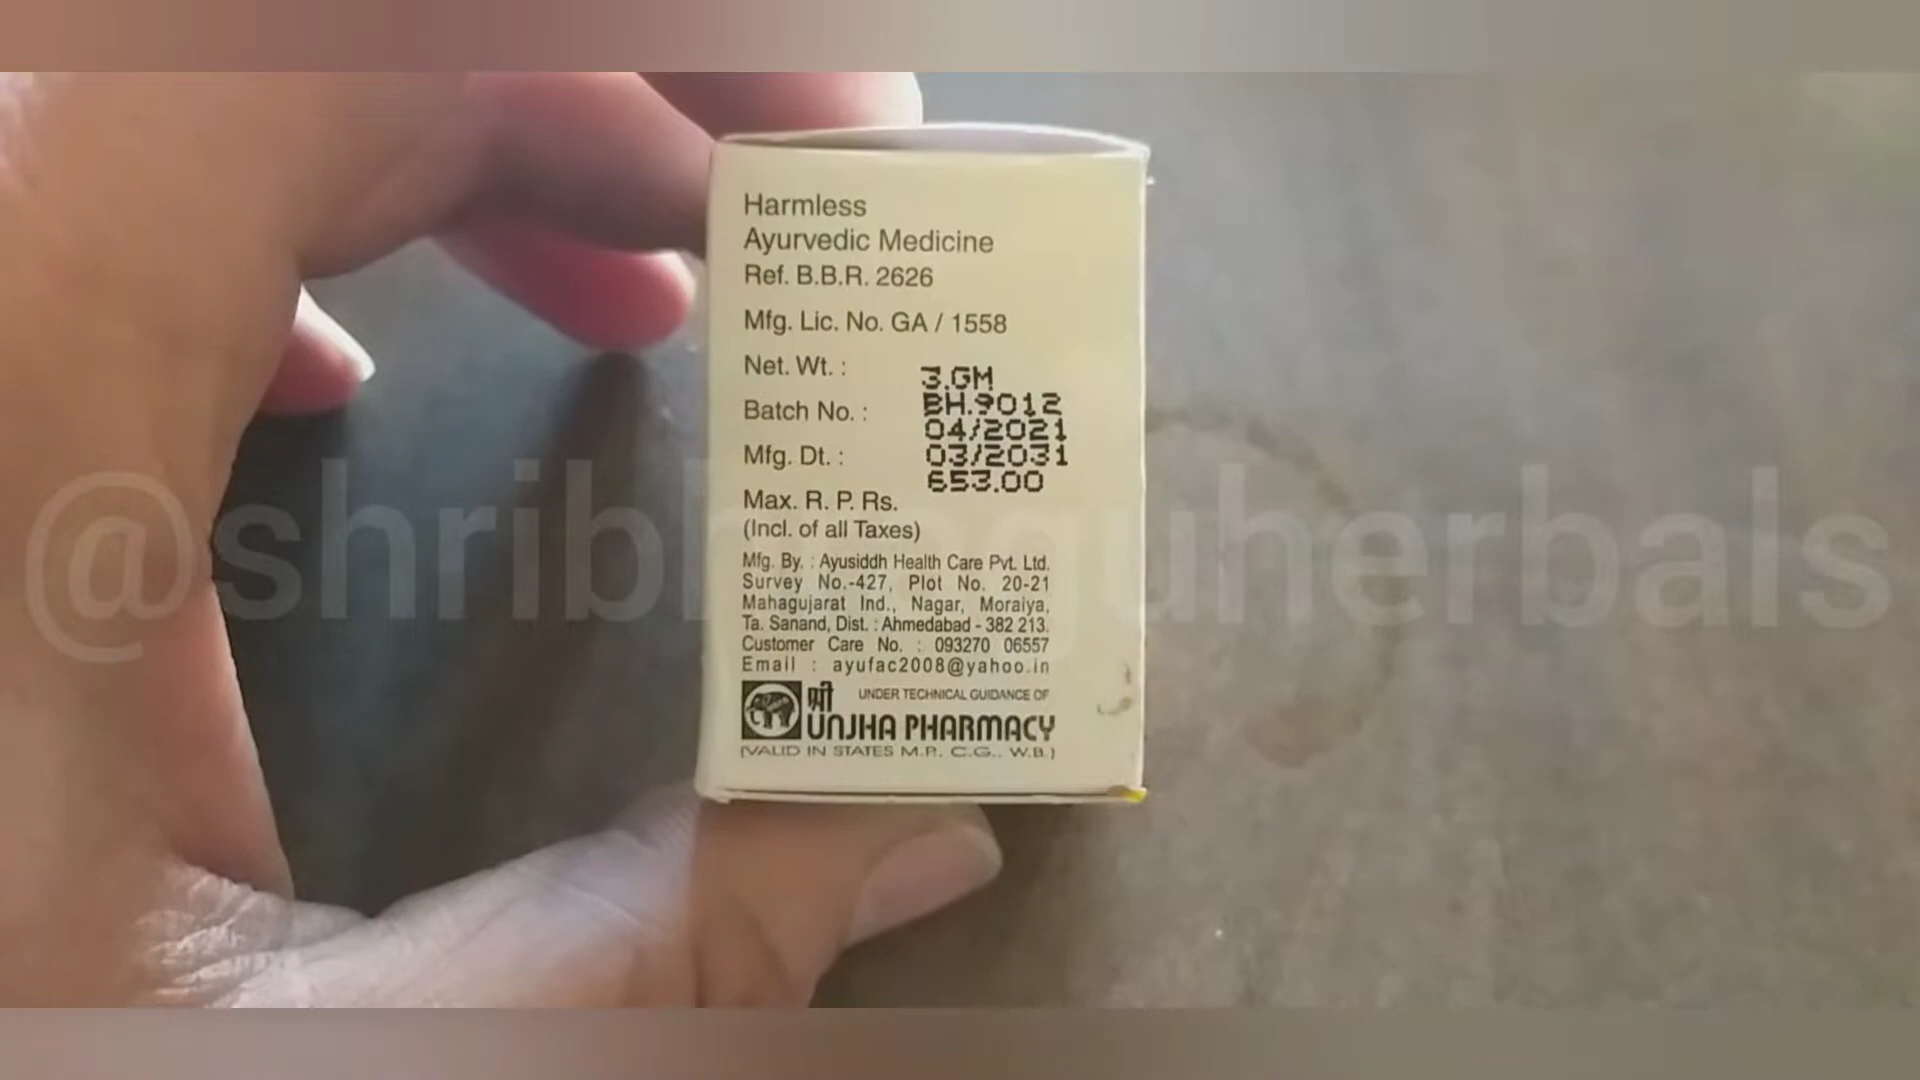 Harmless
Ayurvedic Medicine
Ref. B.B.R. 2626
Mfg. Lic. No. GA / 1558
Net. Wt. : 3.GM
Batch No. : BH.9012
04/2021
Mfg. Dt. : 03/2031
653.00
Max. R. P. Rs.
(Incl. of all Taxes)
Mfg. By. : Ayusiddh Health Care Pvt. Ltd.
Survey No.-427, Plot No. 20-21
Mahagujarat Ind., Nagar, Moraiya,
Ta. Sanand, Dist. : Ahmedabad - 382 213.
Customer Care No. : 093270 06557
Email : ayufac2008@yahoo.in
श्री UNDER TECHNICAL GUIDANCE OF
UNJHA PHARMACY
(VALID IN STATES M.P. C.G.. W.B.)